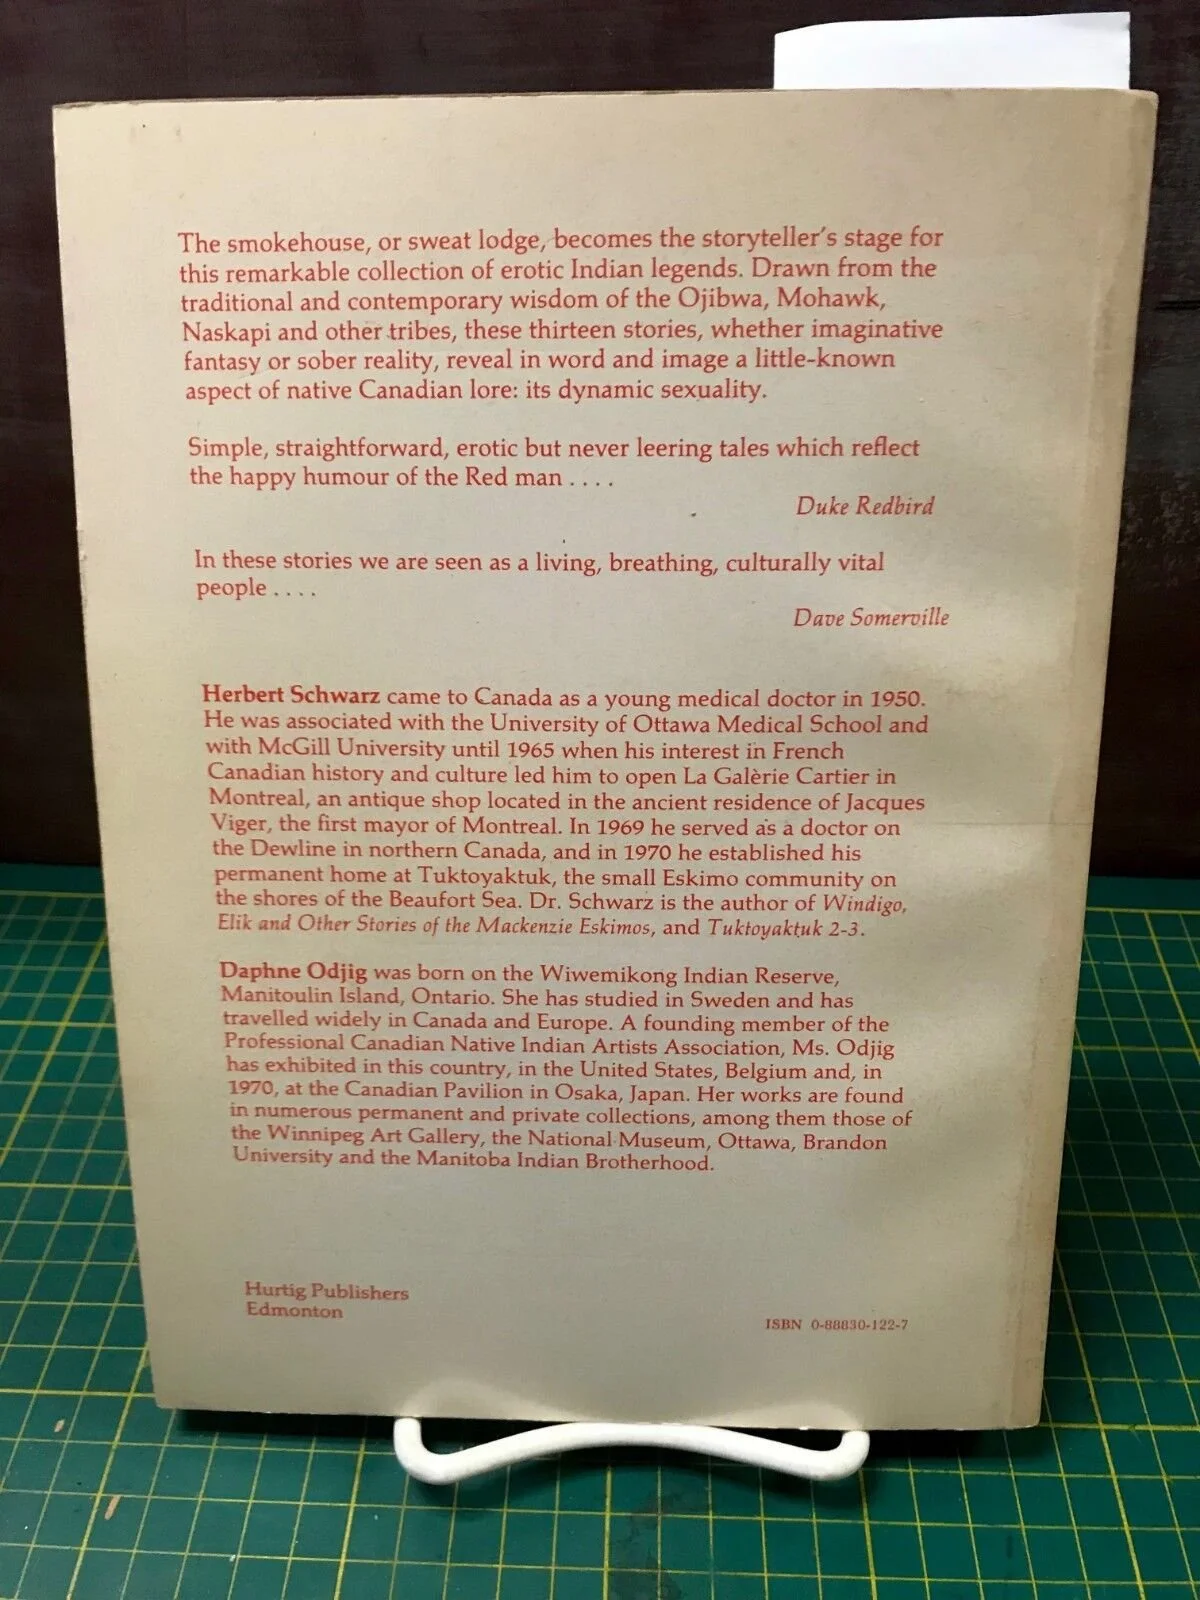 The smokehouse, or sweat lodge, becomes the storyteller's stage for
this remarkable collection of erotic Indian legends. Drawn from the
traditional and contemporary wisdom of the Ojibwa, Mohawk,
Naskapi and other tribes, these thirteen stories, whether imaginative
fantasy or sober reality, reveal in word and image a little-known
aspect of native Canadian lore: its dynamic sexuality.
Simple, straightforward, erotic but never leering tales which reflect
the happy humour of the Red man . . . .
Duke Redbird
In these stories we are seen as a living, breathing, culturally vital
people . . . .
Dave Somerville
Herbert Schwarz came to Canada as a young medical doctor in 1950.
He was associated with the University of Ottawa Medical School and
with McGill University until 1965 when his interest in French
Canadian history and culture led him to open La Galèrie Cartier in
Montreal, an antique shop located in the ancient residence of Jacques
Viger, the first mayor of Montreal. In 1969 he served as a doctor on
the Dewline in northern Canada, and in 1970 he established his
permanent home at Tuktoyaktuk, the small Eskimo community on
the shores of the Beaufort Sea. Dr. Schwarz is the author of Windigo,
Elik and Other Stories of the Mackenzie Eskimos, and Tuktoyaktuk 2-3.
Daphne Odjig was born on the Wiwemikong Indian Reserve,
Manitoulin Island, Ontario. She has studied in Sweden and has
travelled widely in Canada and Europe. A founding member of the
Professional Canadian Native Indian Artists Association, Ms. Odjig
has exhibited in this country, in the United States, Belgium and, in
1970, at the Canadian Pavilion in Osaka, Japan. Her works are found
in numerous permanent and private collections, among them those of
the Winnipeg Art Gallery, the National Museum, Ottawa, Brandon
University and the Manitoba Indian Brotherhood.
Hurtig Publishers
Edmonton
ISBN 0-88830-122-7